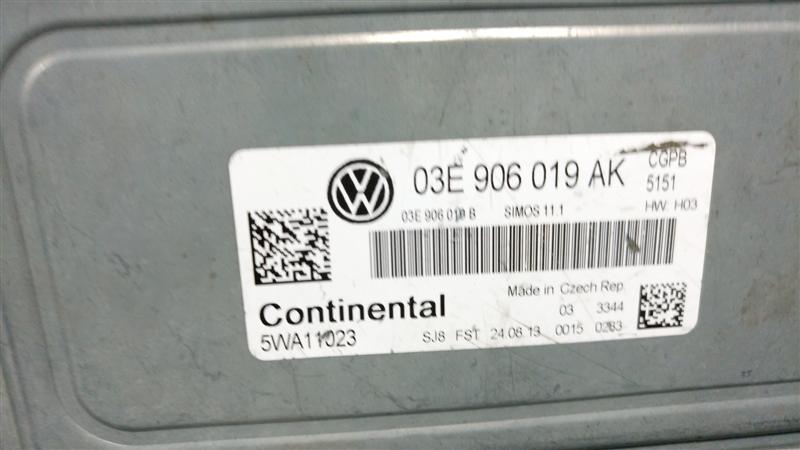 VW 03E 906 019 AK CGPB
5151
03E 906 019 B SIMOS 11.1 HW H03
Made in Czech Rep.
Continental 03 3344
5WA11023 SJ8 FST 24.08.13 0015 0283